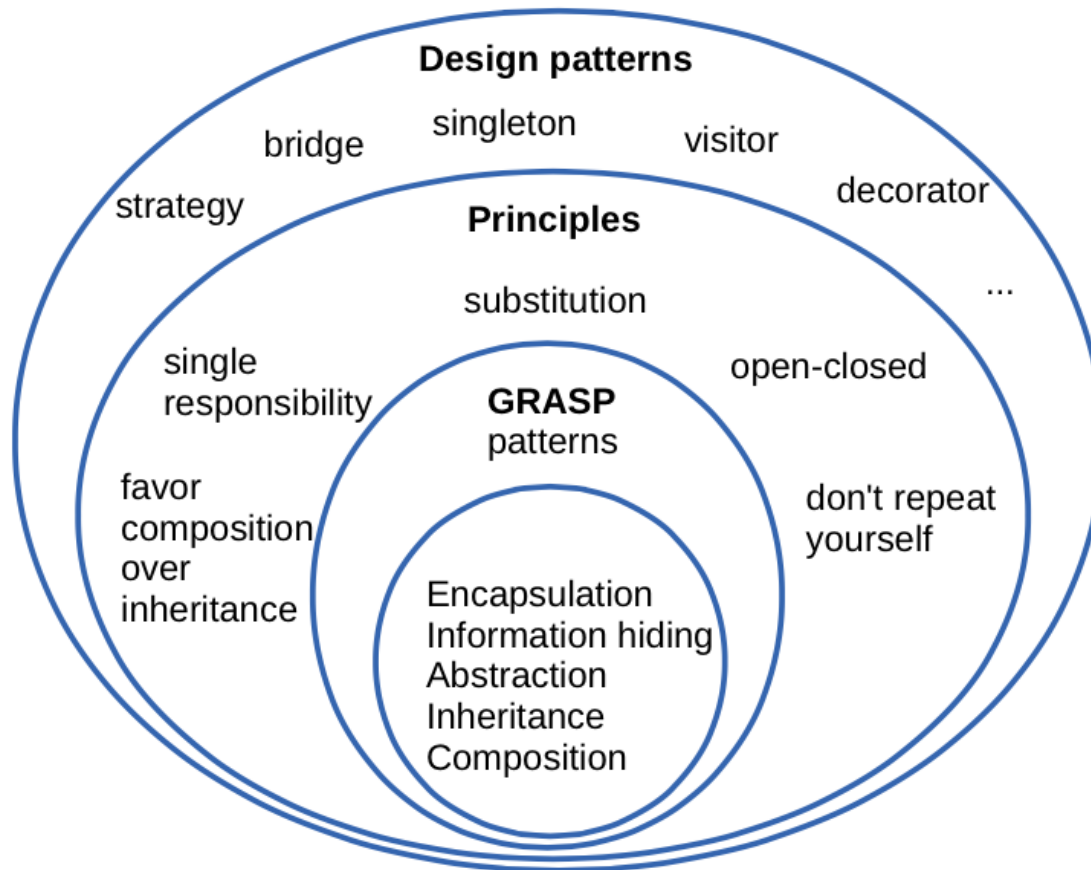 Design patterns
singleton
bridge
visitor
decorator
strategy
Principles
...
substitution
single
responsibility
open-closed
GRASP
patterns
favor
composition
over
inheritance
don't repeat
yourself
Encapsulation
Information hiding
Abstraction
Inheritance
Composition